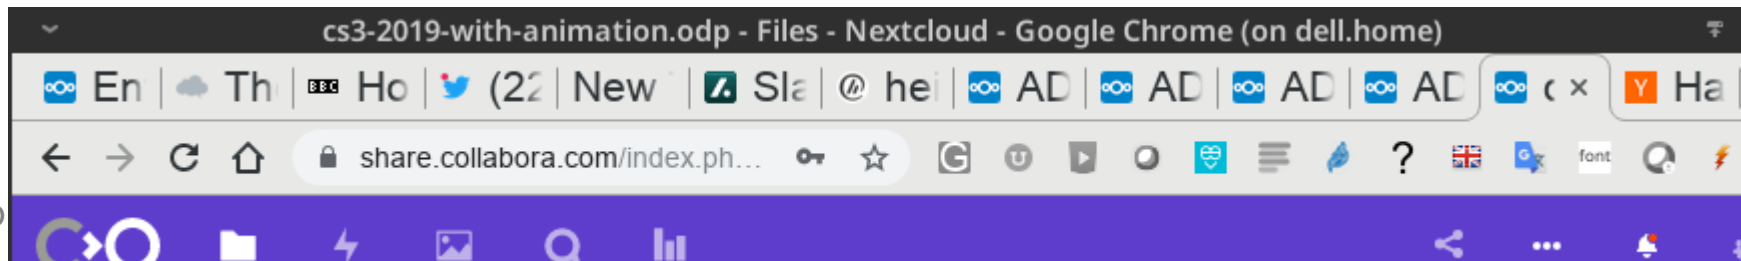 cs3-2019-with-animation.odp - Files - Nextcloud - Google Chrome (on dell.home)
En Th BBC Ho (22 New Sla hei AD AD AD AD Y Ha
share.collabora.com/index.ph... G U ? G font